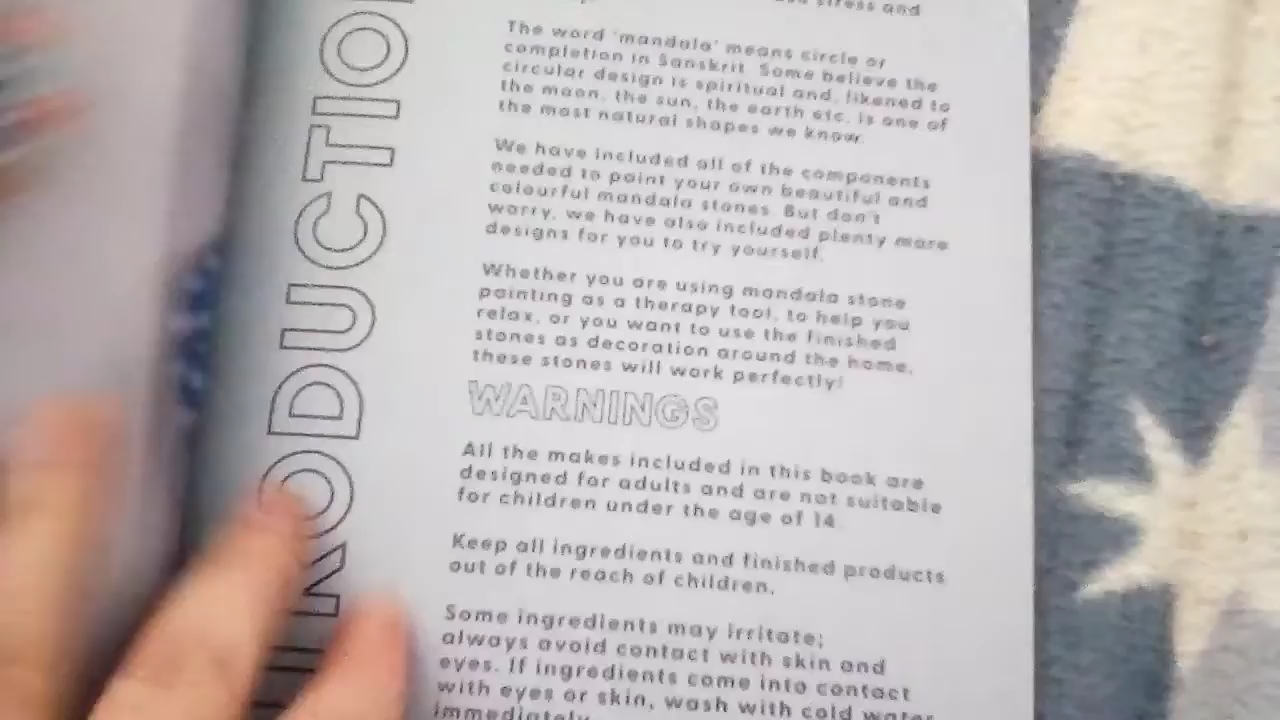 stress and
The word 'mandala' means circle or
completion in Sanskrit. Some believe the
circular design is spiritual and, likened to
the moon, the sun, the earth etc, is one of
the most natural shapes we know.
We have included all of the components
needed to paint your own beautiful and
colourful mandala stones. But don't
worry, we have also included plenty more
designs for you to try yourself.
Whether you are using mandala stone
painting as a therapy tool, to help you
relax, or you want to use the finished
stones as decoration around the home,
these stones will work perfectly!
WARNINGS
All the makes included in this book are
designed for adults and are not suitable
for children under the age of 14.
Keep all ingredients and finished products
out of the reach of children.
Some ingredients may irritate;
always avoid contact with skin and
eyes. If ingredients come into contact
with eyes or skin, wash with cold water
immediately.
RODUCTION